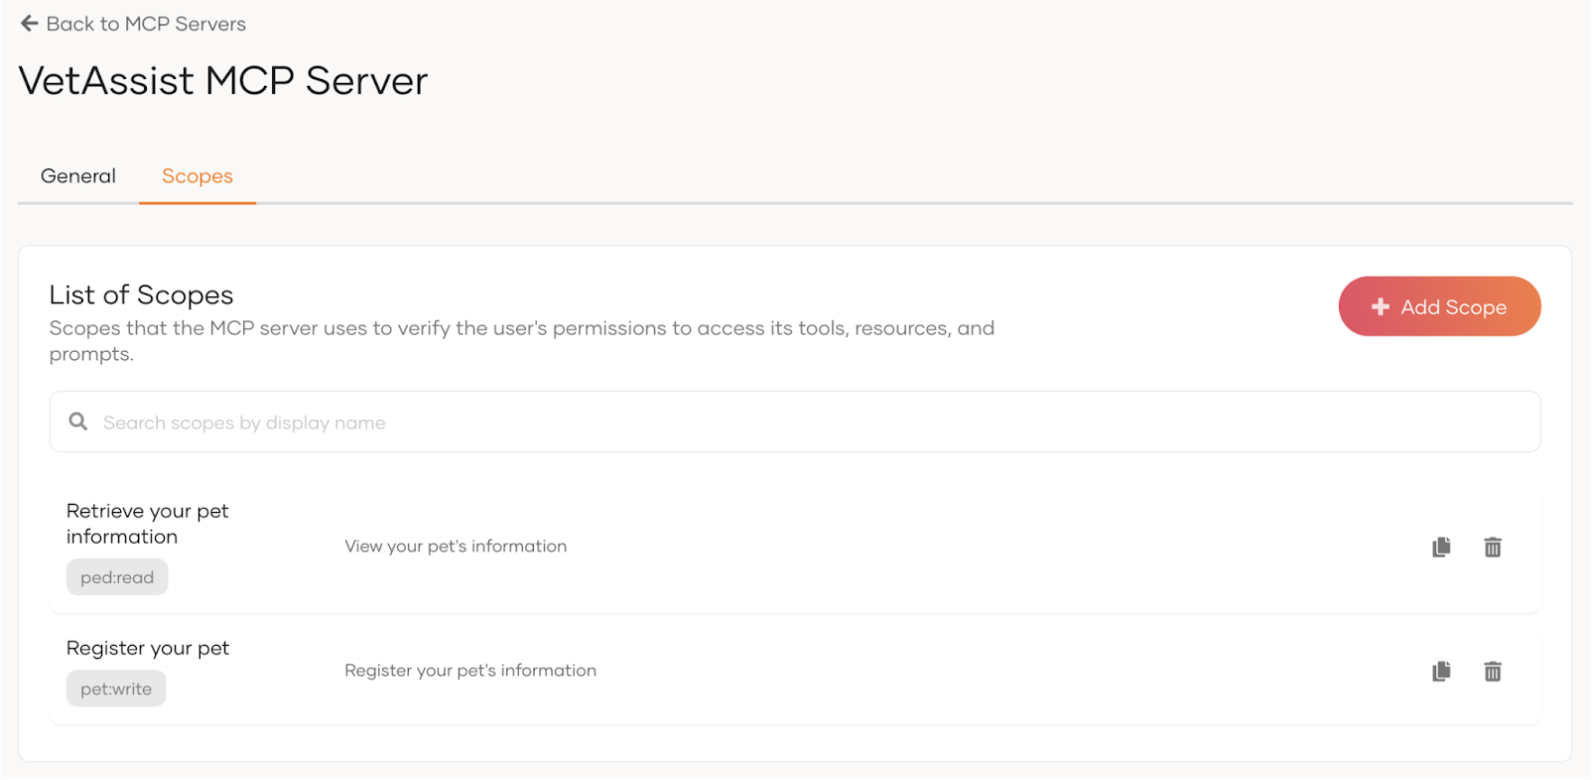 Back to MCP Servers
VetAssist MCP Server
General
Scopes
List of Scopes
Scopes that the MCP server uses to verify the user's permissions to access its tools, resources, and
prompts.
Add Scope
Search scopes by display name
Retrieve your pet
information
ped:read
View your pet's information
Register your pet
pet:write
Register your pet's information